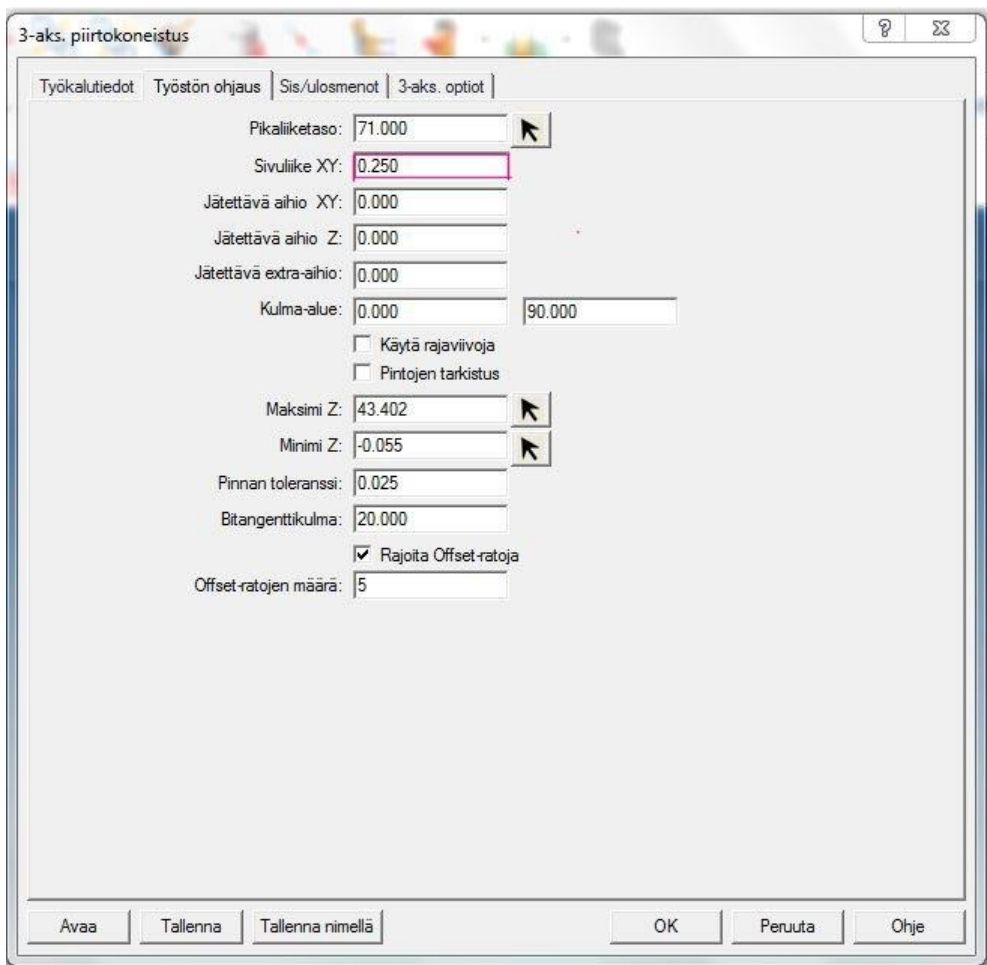 3-aks. piirtokoneistus
Työkalutiedot Työstön ohjaus Sis/ulosmenot 3-aks. optiot
Pikaliiketaso: 71.000
Sivuliike XY: 0.250
Jätettävä aihio XY: 0.000
Jätettävä aihio Z: 0.000
Jätettävä extra-aihio: 0.000
Kulma-alue: 0.000 90.000
Käytä rajaviivoja
Pintojen tarkistus
Maksimi Z: 43.402
Minimi Z: -0.055
Pinnan toleranssi: 0.025
Bitangenttikulma: 20.000
Rajoita Offset-ratoja
Offset-ratojen määrä: 5
Avaa Tallenna Tallenna nimellä OK Peruuta Ohje